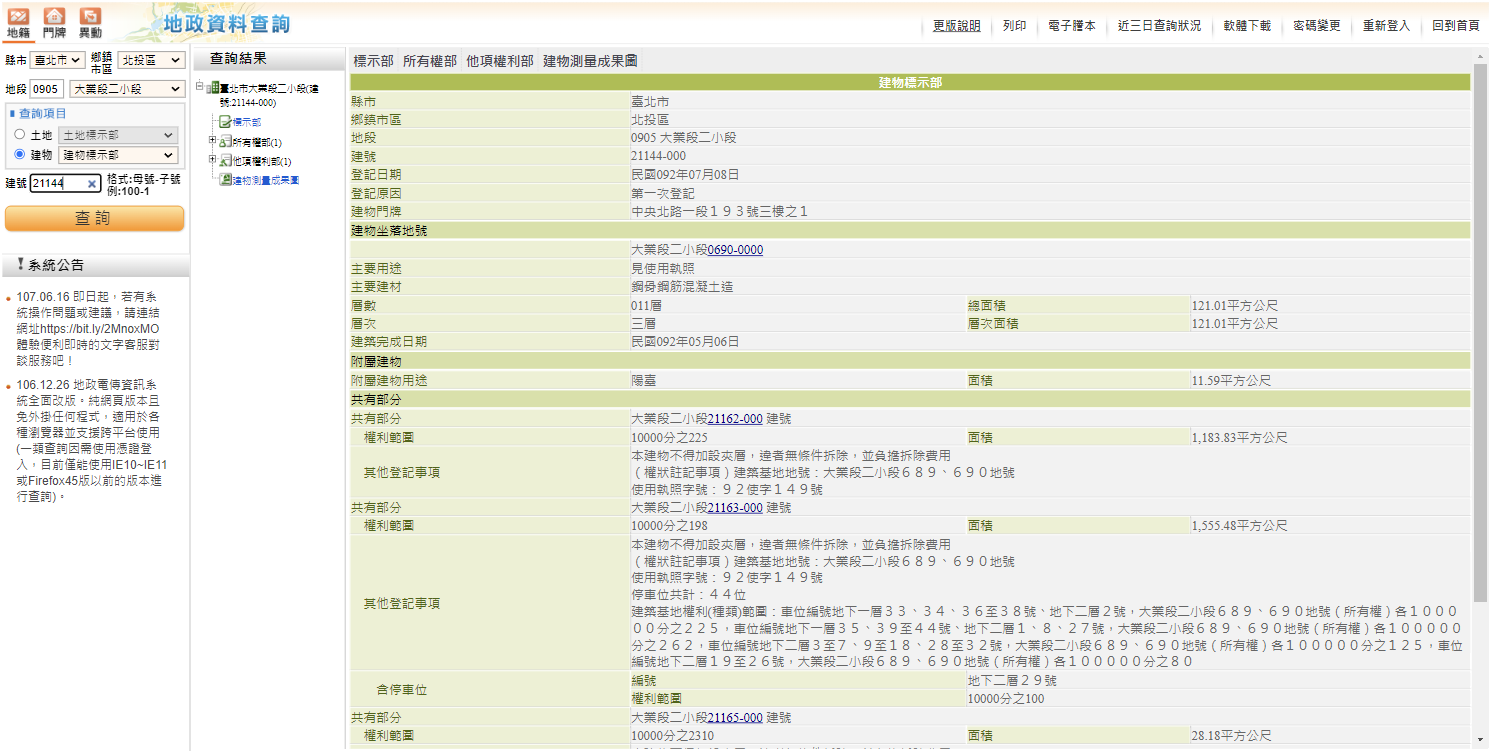 地籍 門牌 異動
地政資料查詢
更版說明 列印 電子謄本 近三日查詢狀況 軟體下載 密碼變更 重新登入 回到首頁
縣市 臺北市 鄉鎮市區 北投區
地段 0905 大業段二小段
查詢項目
土地 土地標示部
建物 建物標示部
建號 21144 格式:母號-子號
例:100-1
查 詢
系統公告
107.06.16 即日起，若有系
統操作問題或建議，請連結
網址https://bit.ly/2MnoxMO
體驗便利即時的文字客服對
談服務吧！
106.12.26 地政電傳資訊系
統全面改版。純網頁版本且
免外掛任何程式，適用於各
種瀏覽器並支援跨平台使用
(一類查詢因需使用憑證登
入，目前僅能使用IE10~IE11
或Firefox45版以前的版本進
行查詢)。
查詢結果
臺北市大業段二小段(建
號:21144-000)
標示部
所有權部(1)
他項權利部(1)
建物測量成果圖
標示部 所有權部 他項權利部 建物測量成果圖
建物標示部
縣市 臺北市
鄉鎮市區 北投區
地段 0905 大業段二小段
建號 21144-000
登記日期 民國092年07月08日
登記原因 第一次登記
建物門牌 中央北路一段１９３號三樓之１
建物坐落地號
大業段二小段0690-0000
主要用途 見使用執照
主要建材 鋼骨鋼筋混凝土造
層數 011層 總面積 121.01平方公尺
層次 三層 層次面積 121.01平方公尺
建築完成日期 民國092年05月06日
附屬建物
附屬建物用途 陽臺 面積 11.59平方公尺
共有部分
共有部分 大業段二小段21162-000 建號
權利範圍 10000分之225 面積 1,183.83平方公尺
其他登記事項 本建物不得加設夾層，違者無條件拆除，並負擔拆除費用
（權狀註記事項）建築基地地號：大業段二小段６８９、６９０地號
使用執照字號：９２使字１４９號
共有部分 大業段二小段21163-000 建號
權利範圍 10000分之198 面積 1,555.48平方公尺
其他登記事項 本建物不得加設夾層，違者無條件拆除，並負擔拆除費用
（權狀註記事項）建築基地地號：大業段二小段６８９、６９０地號
使用執照字號：９２使字１４９號
停車位共計：４４位
建築基地權利(種類)範圍：車位編號地下一層３３、３４、３６至３８號、地下二層２號，大業段二小段６８９、６９０地號（所有權）各１０００
００分之２２５，車位編號地下一層３５、３９至４４號、地下二層１、８、２７號，大業段二小段６８９、６９０地號（所有權）各１０００００
分之２６２，車位編號地下二層３至７、９至１８、２８至３２號，大業段二小段６８９、６９０地號（所有權）各１０００００分之１２５，車位
編號地下二層１９至２６號，大業段二小段６８９、６９０地號（所有權）各１０００００分之８０
含停車位 編號 地下二層２９號
權利範圍 10000分之100
共有部分 大業段二小段21165-000 建號
權利範圍 10000分之2310 面積 28.18平方公尺